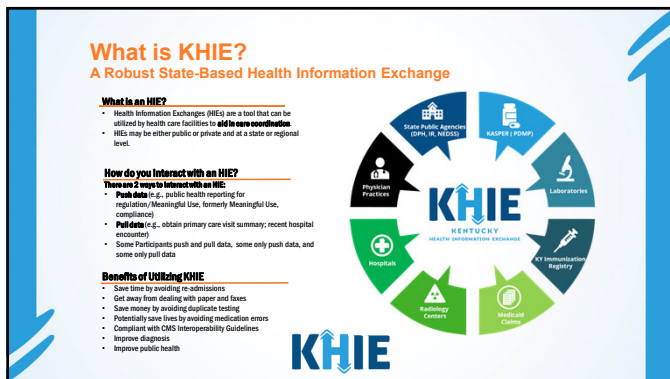 What is KHIE?
A Robust State-Based Health Information Exchange
What is an HIE?
• Health Information Exchanges (HIEs) are a tool that can be
utilized by health care facilities to aid in care coordination.
• HIEs may be either public or private and at a state or regional
level.
How do you Interact with an HIE?
There are 2 ways to interact with an HIE:
• Push data (e.g., public health reporting for
regulation/Meaningful Use, formerly Meaningful Use,
compliance)
• Pull data (e.g., obtain primary care visit summary; recent hospital
encounter)
• Some Participants push and pull data, some only push data, and
some only pull data
Benefits of Utilizing KHIE
• Save time by avoiding re-admissions
• Get away from dealing with paper and faxes
• Save money by avoiding duplicate testing
• Potentially save lives by avoiding medication errors
• Compliant with CMS Interoperability Guidelines
• Improve diagnosis
• Improve public health
State Public Agencies
(DPH, IR, NEDSS)
KASPER ( PDMP)
Physician
Practices
Laboratories
KHIE
KENTUCKY
HEALTH INFORMATION EXCHANGE
Hospitals
KY Immunization
Registry
Radiology
Centers
Medicaid
Claims
KHIE